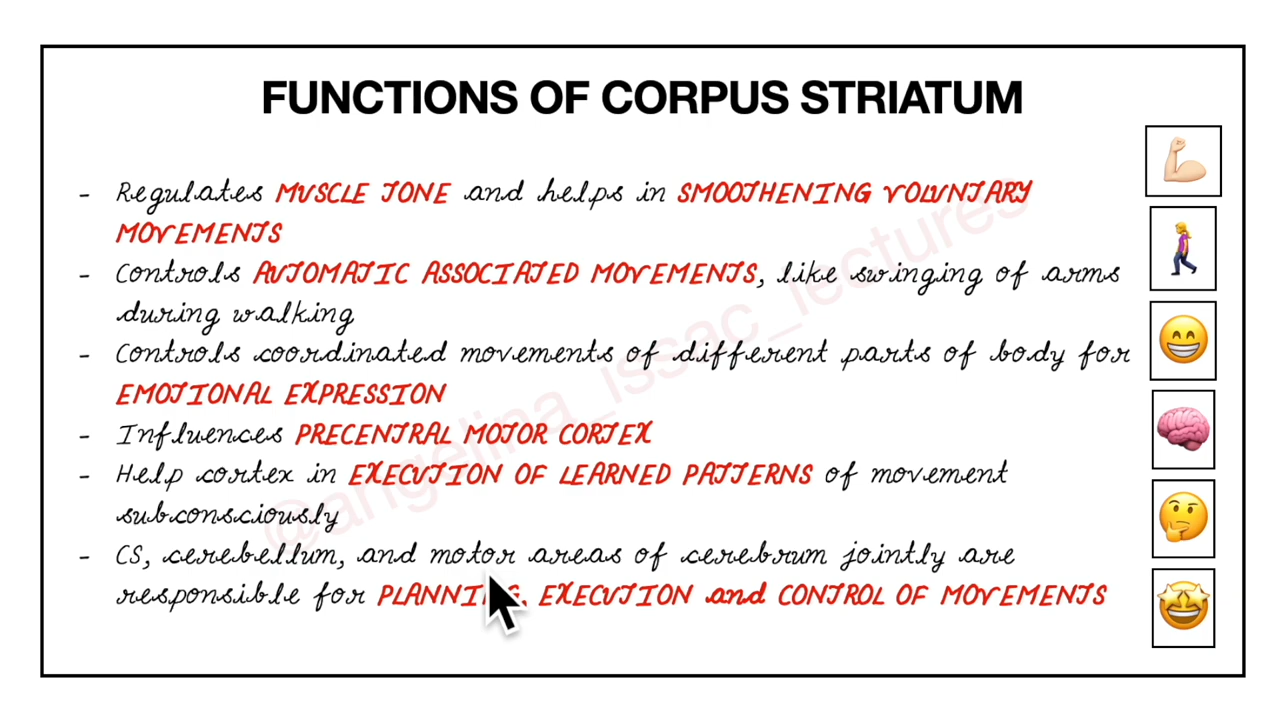 FUNCTIONS OF CORPUS STRIATUM
- Regulates MUSCLE TONE and helps in SMOOTHENING VOLUNTARY
MOVEMENTS
- Controls AUTOMATIC ASSOCIATED MOVEMENTS, like swinging of arms
during walking
- Controls coordinated movements of different parts of body for
EMOTIONAL EXPRESSION
- Influences PRECENTRAL MOTOR CORTEX
- Help cortex in EXECUTION OF LEARNED PATTERNS of movement
subconsciously
- CS, cerebellum, and motor areas of cerebrum jointly are
responsible for PLANNING, EXECUTION and CONTROL OF MOVEMENTS
@angelina_issac_lectures